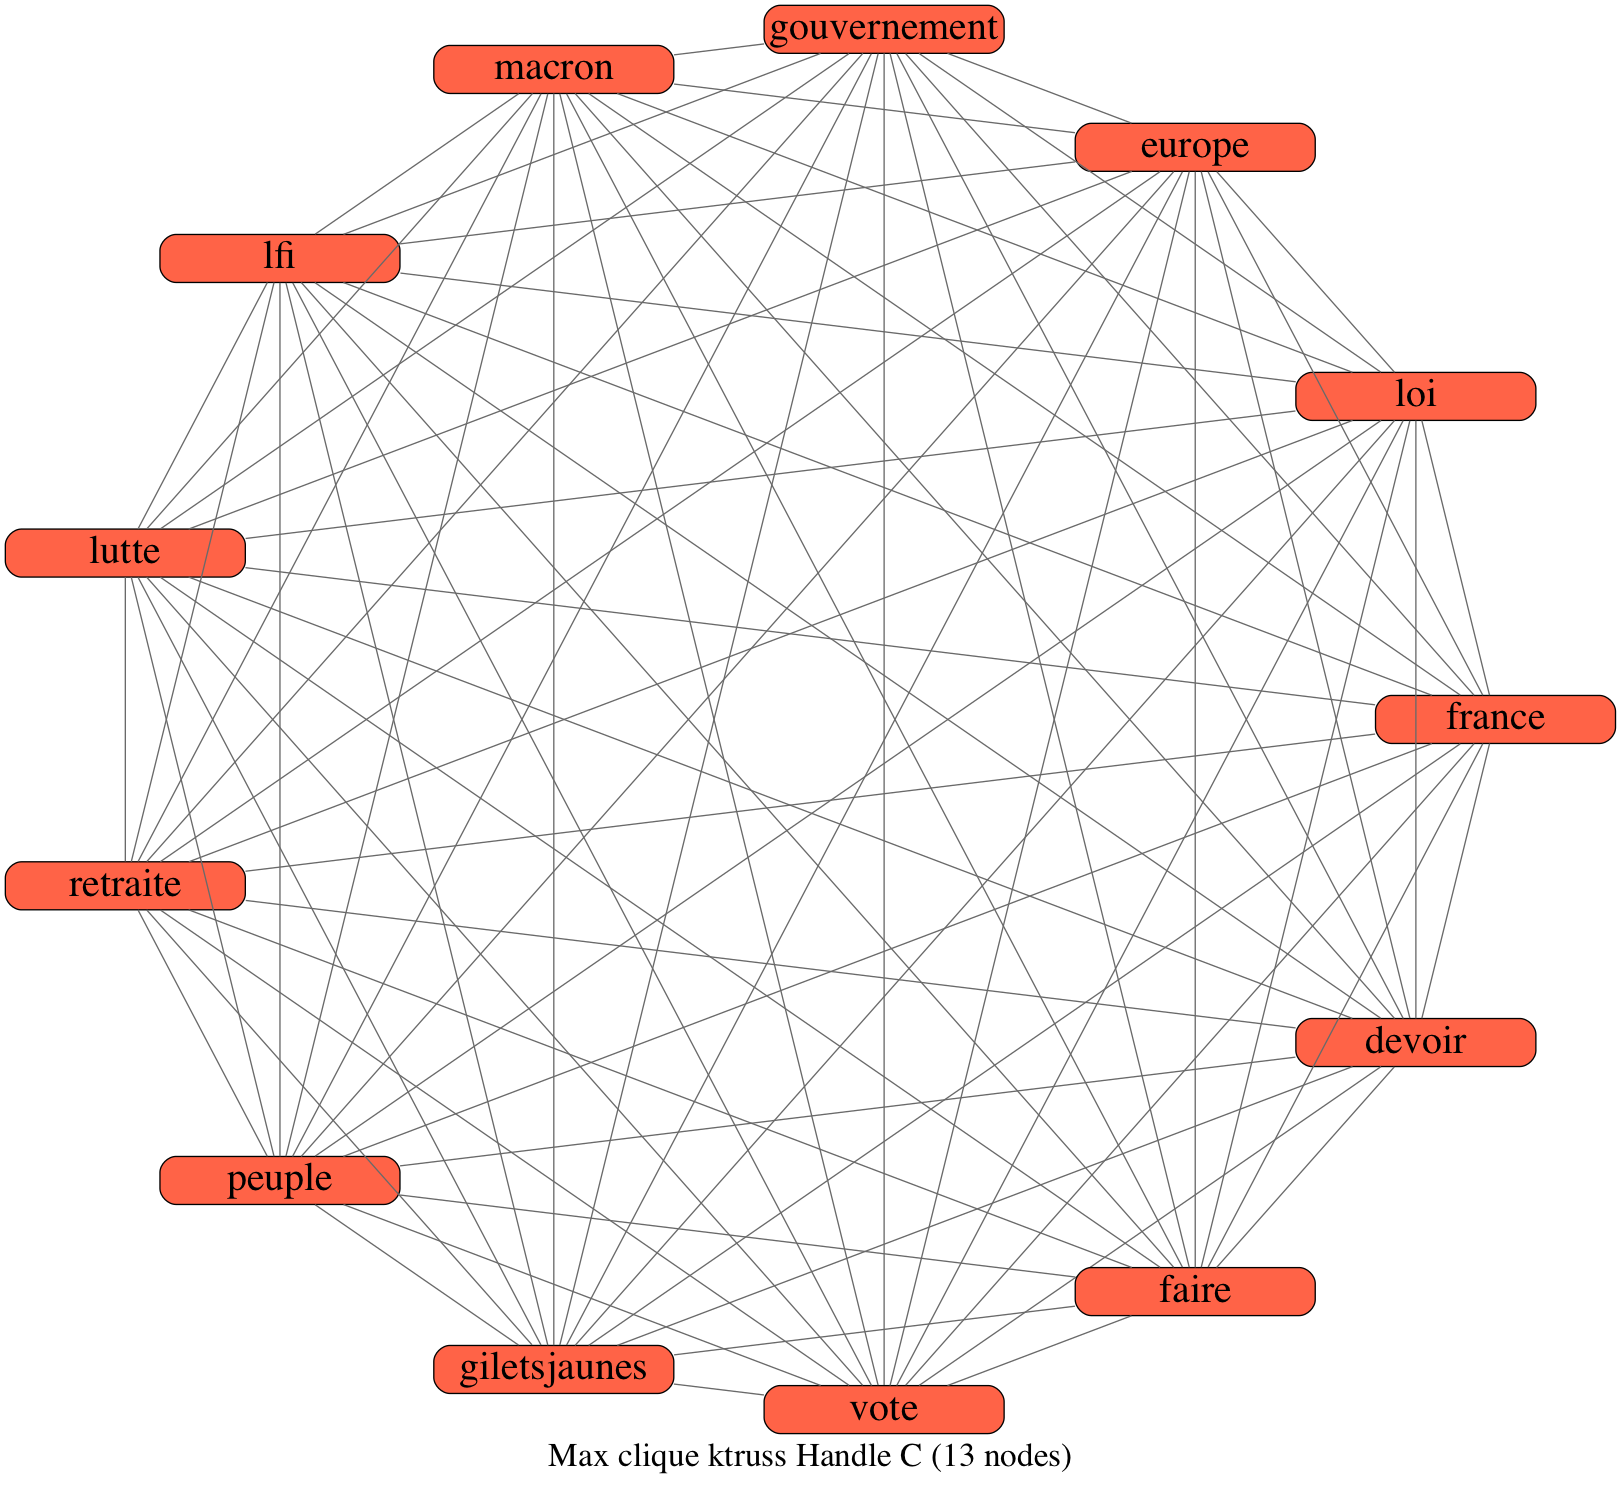 gouvernement
macron
europe
lfi
loi
lutte
france
retraite
devoir
peuple
faire
giletsjaunes
vote
Max clique ktruss Handle C (13 nodes)